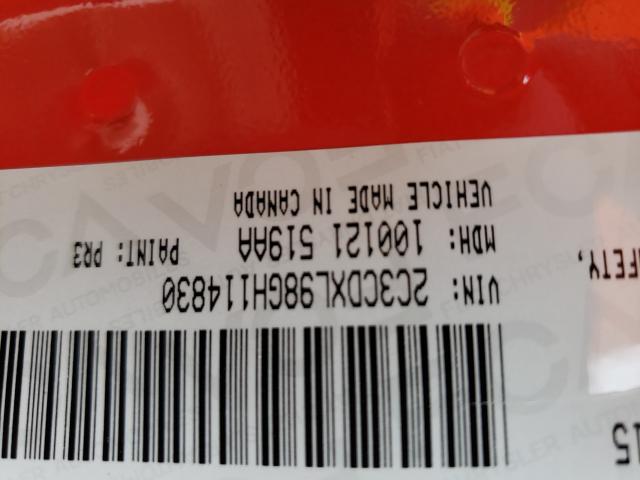 VIN: 2C3CDXL98GH114830
MDH: 100121 519AA PAINT: PR3
VEHICLE MADE IN CANADA